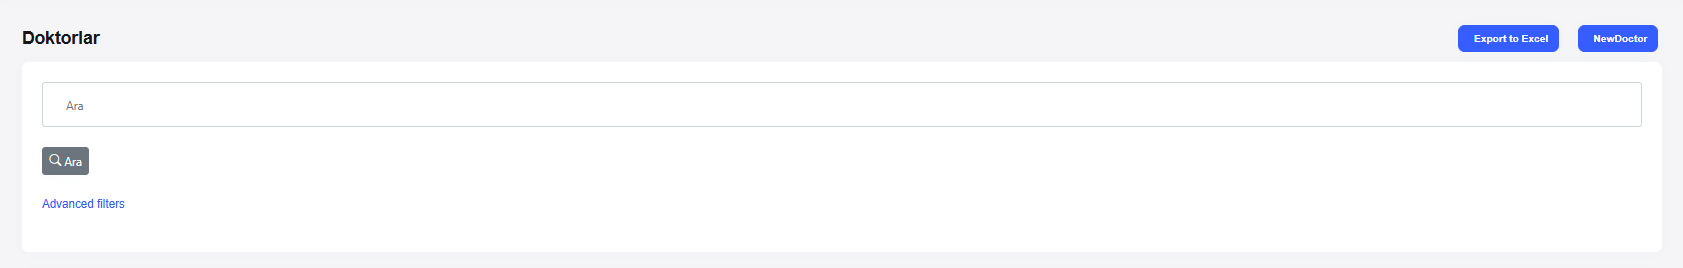 Doktorlar
Export to Excel
NewDoctor
Ara
Ara
Advanced filters